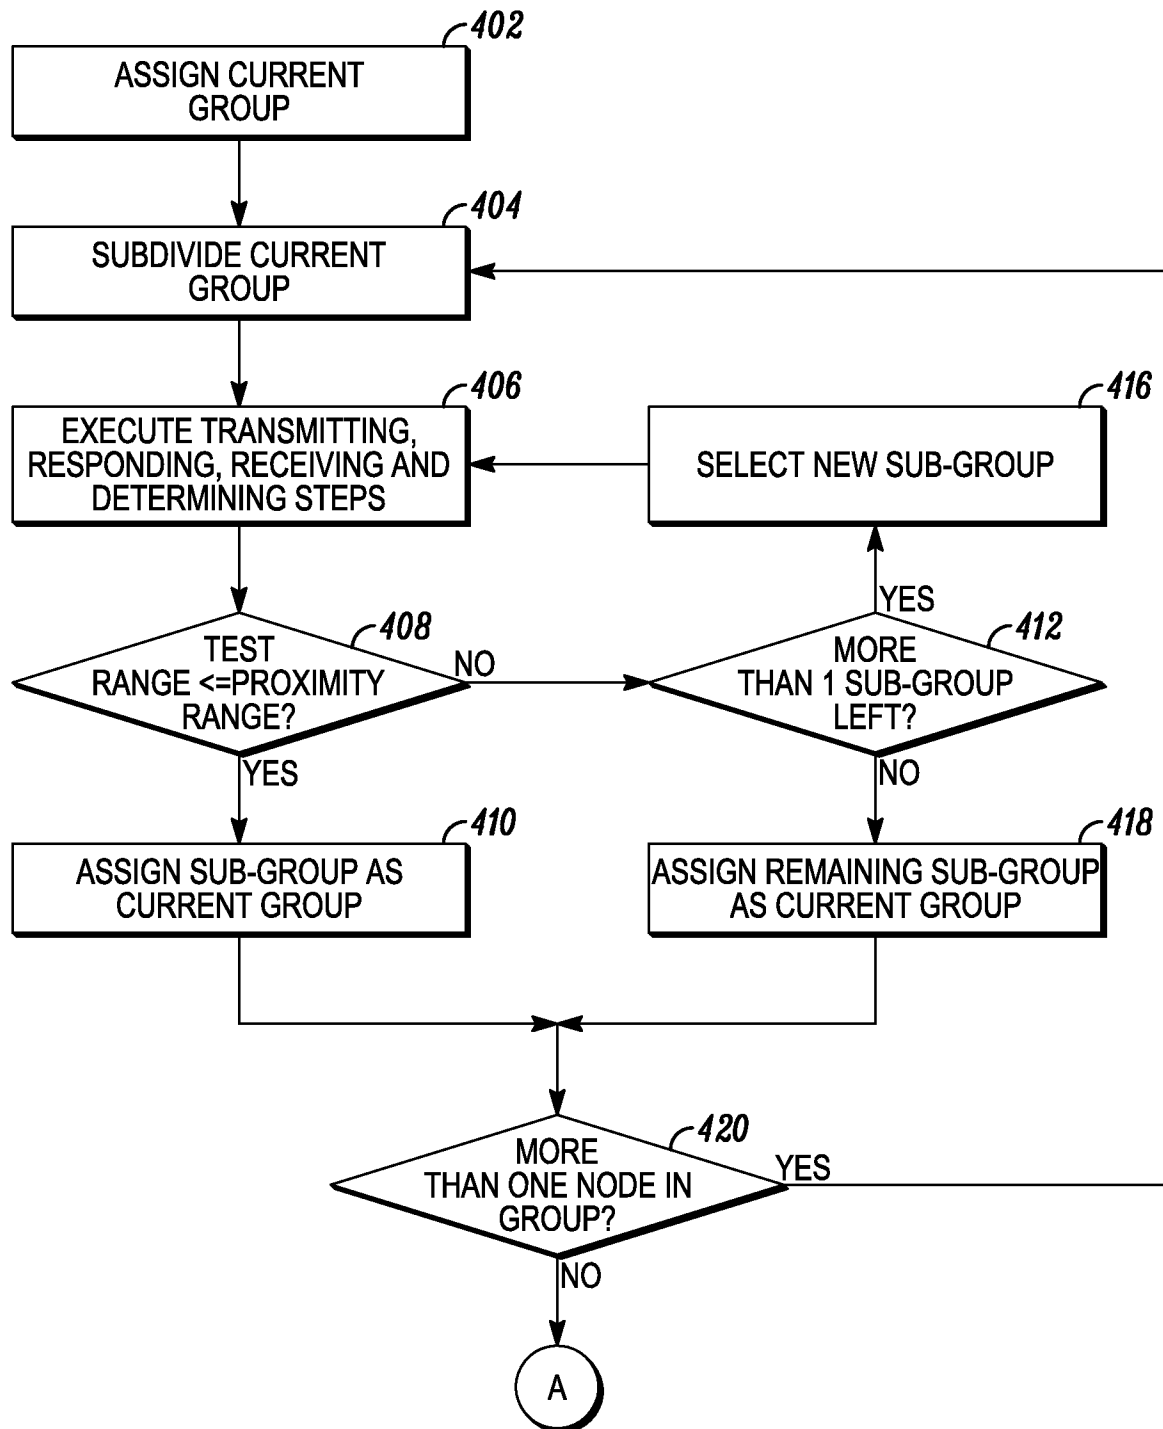 402
ASSIGN CURRENT
GROUP
404
SUBDIVIDE CURRENT
GROUP
406
EXECUTE TRANSMITTING,
RESPONDING, RECEIVING AND
DETERMINING STEPS
416
SELECT NEW SUB-GROUP
408
TEST
RANGE <=PROXIMITY
RANGE?
NO
YES
YES
412
MORE
THAN 1 SUB-GROUP
LEFT?
NO
410
ASSIGN SUB-GROUP AS
CURRENT GROUP
418
ASSIGN REMAINING SUB-GROUP
AS CURRENT GROUP
420
MORE
THAN ONE NODE IN
GROUP?
YES
NO
A